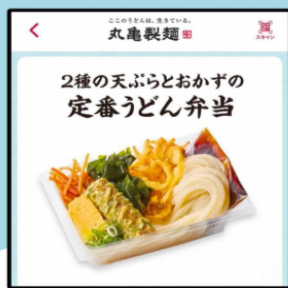 ここのうどんは、生きている。
丸亀製麺
スキャン
2種の天ぷらとおかずの
定番うどん弁当